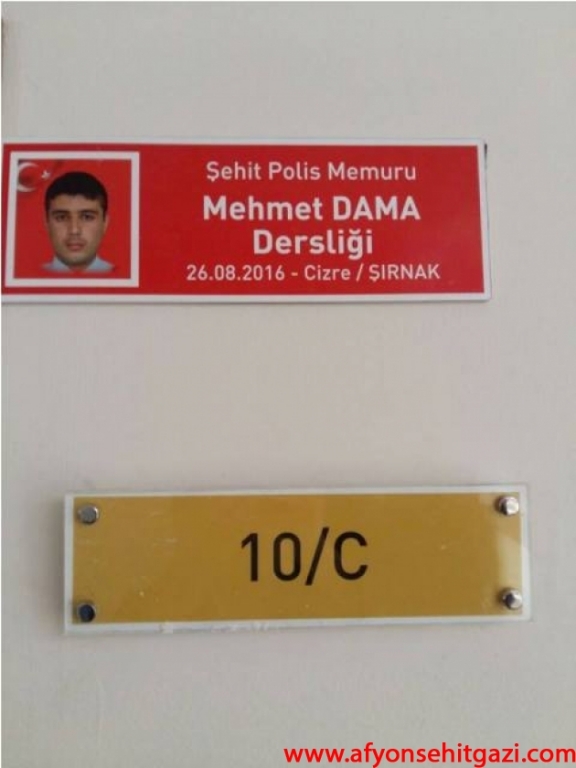 Şehit Polis Memuru
Mehmet DAMA
Dersliği
26.08.2016 - Cizre / ŞIRNAK
10/C
www.afyonsehitgazi.com